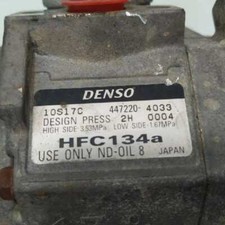 DENSO
10S17C 447220-4033
DESIGN PRESS 2H 0004
HIGH SIDE 3.53MPa LOW SIDE 1.67MPa
HFC134a
USE ONLY ND-OIL 8 JAPAN